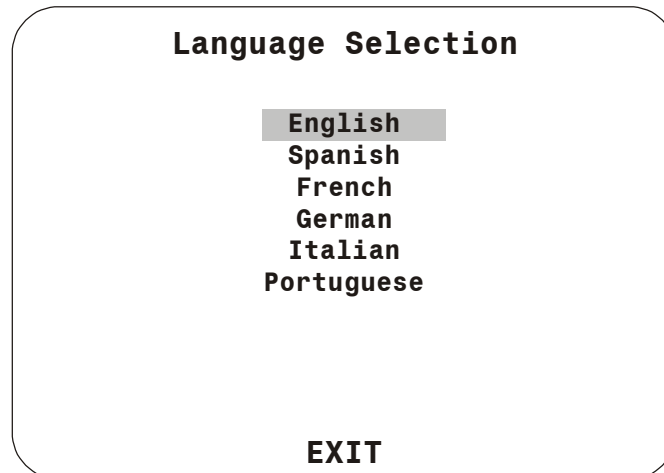 Language Selection
English
Spanish
French
German
Italian
Portuguese
EXIT